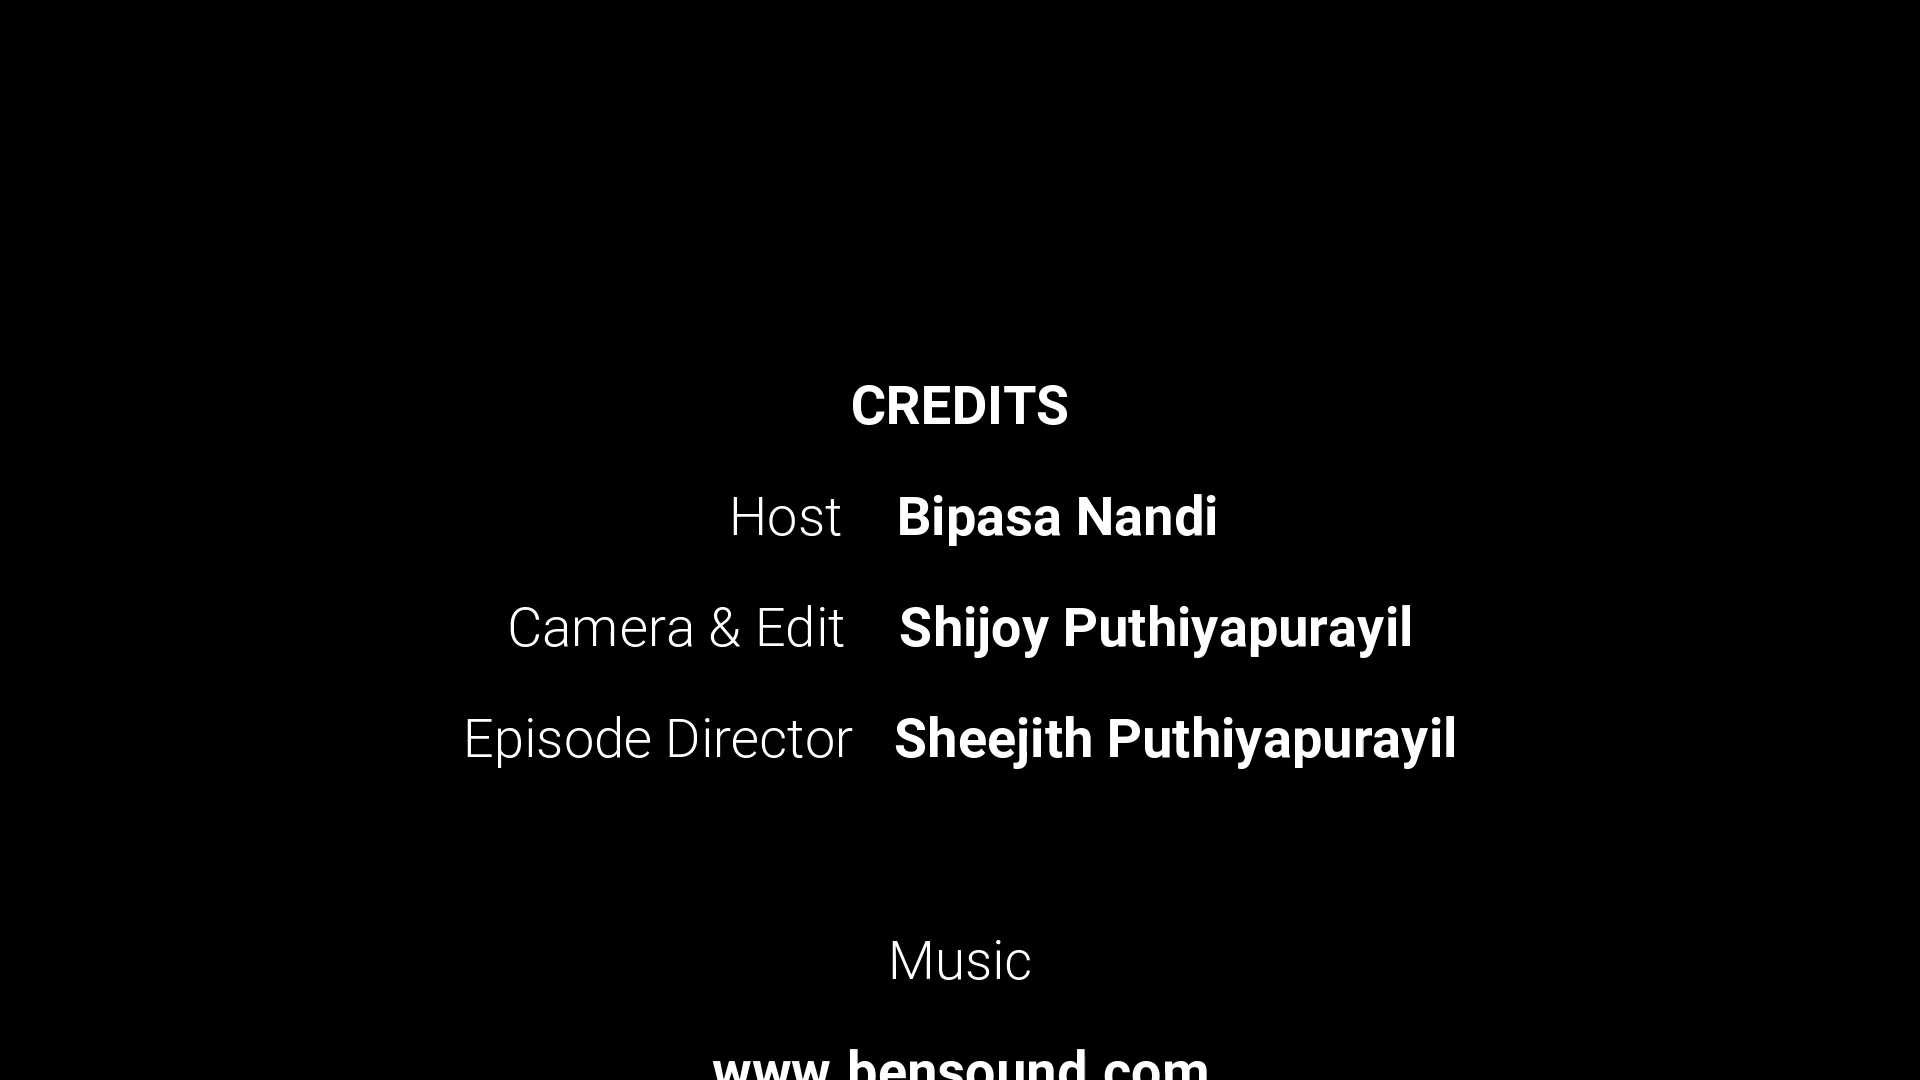 CREDITS
Host Bipasa Nandi
Camera & Edit Shijoy Puthiyapurayil
Episode Director Sheejith Puthiyapurayil
Music
www.bensound.com